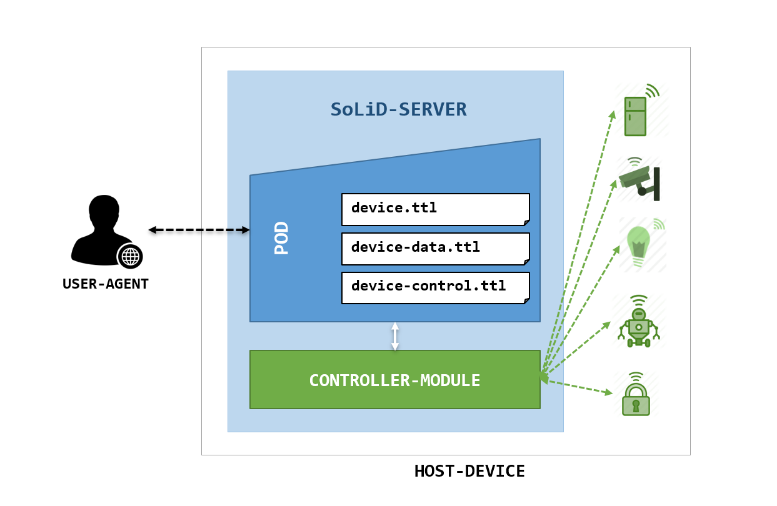 SoLiD-SERVER
device.ttl
POD
device-data.ttl
device-control.ttl
USER-AGENT
CONTROLLER-MODULE
HOST-DEVICE